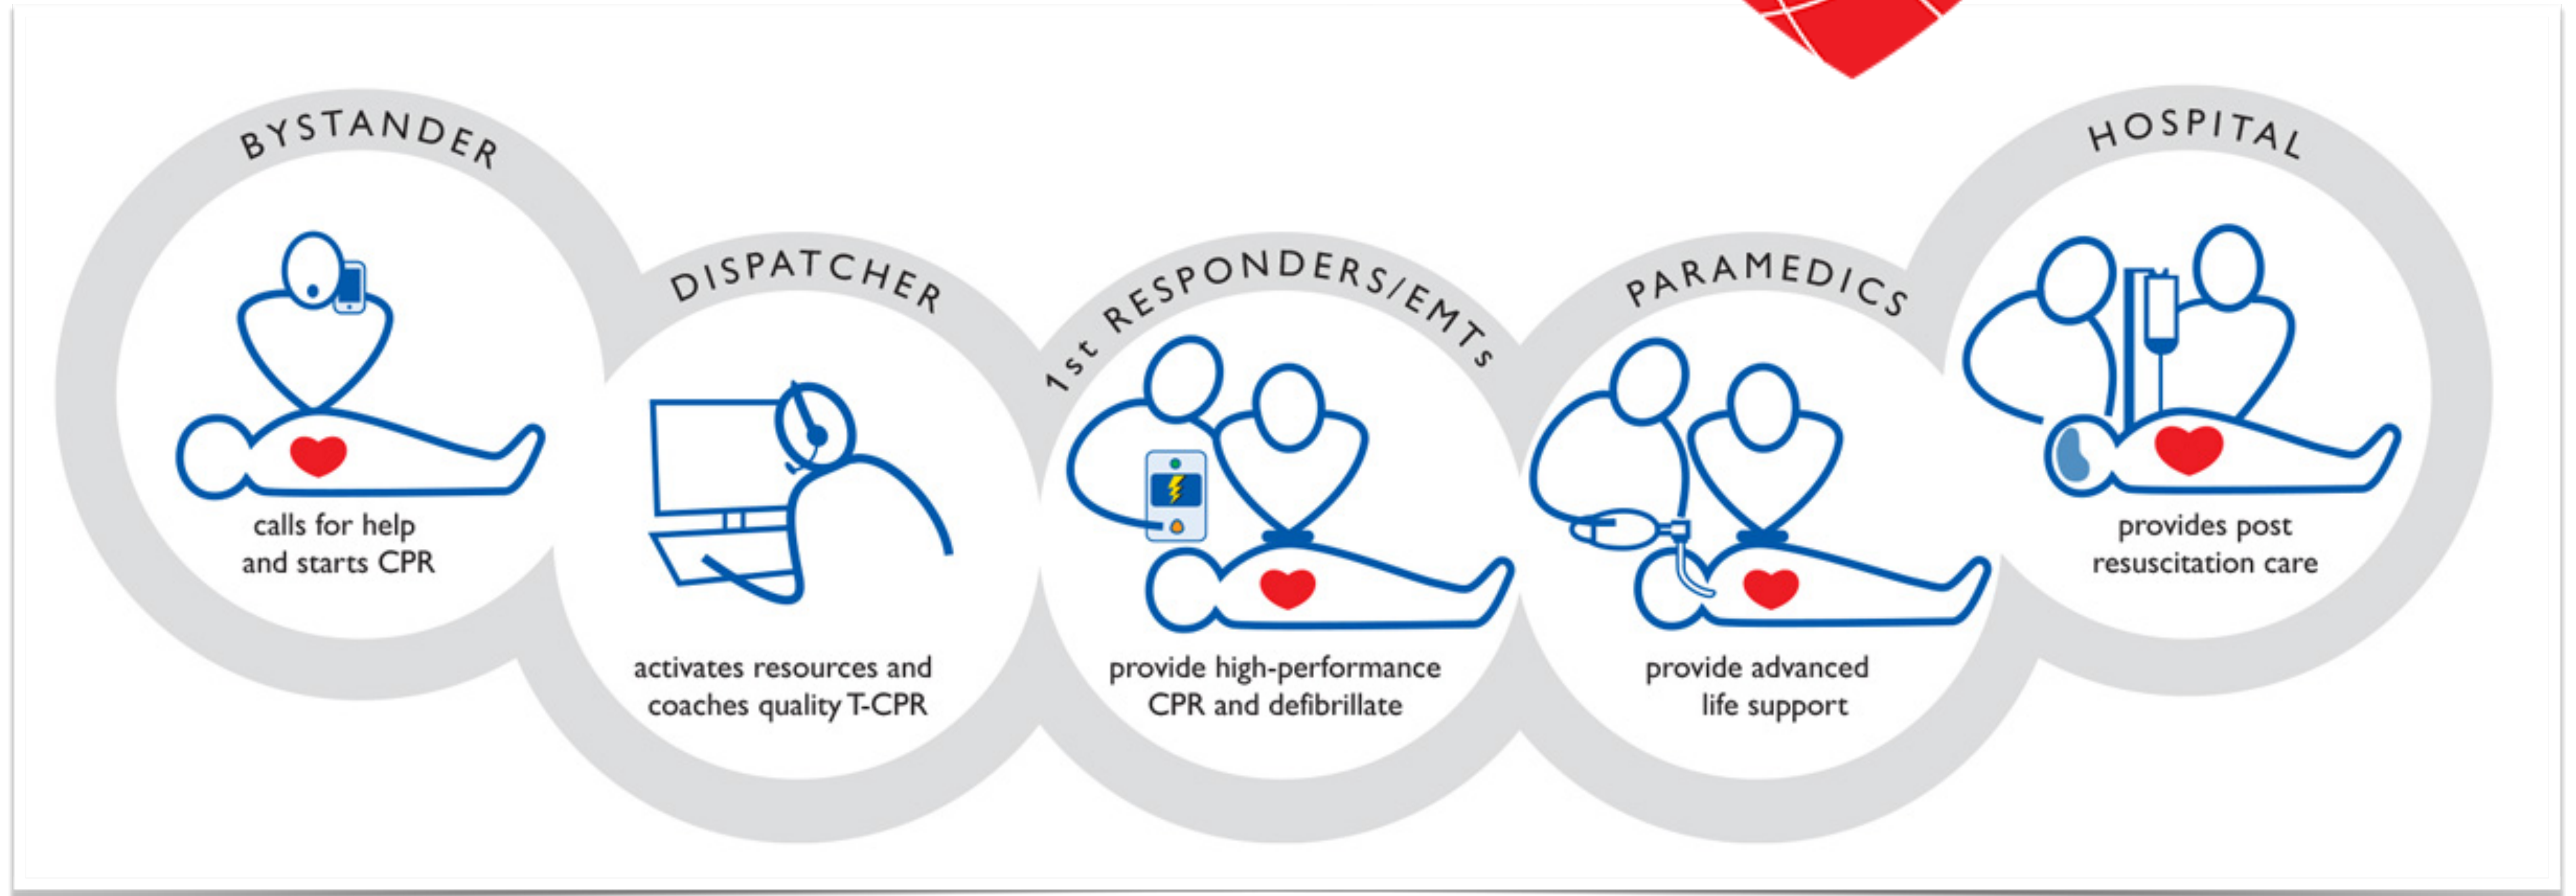 BYSTANDER
calls for help
and starts CPR
DISPATCHER
activates resources and
coaches quality T-CPR
1st RESPONDERS/EMTs
provide high-performance
CPR and defibrillate
PARAMEDICS
provide advanced
life support
HOSPITAL
provides post
resuscitation care